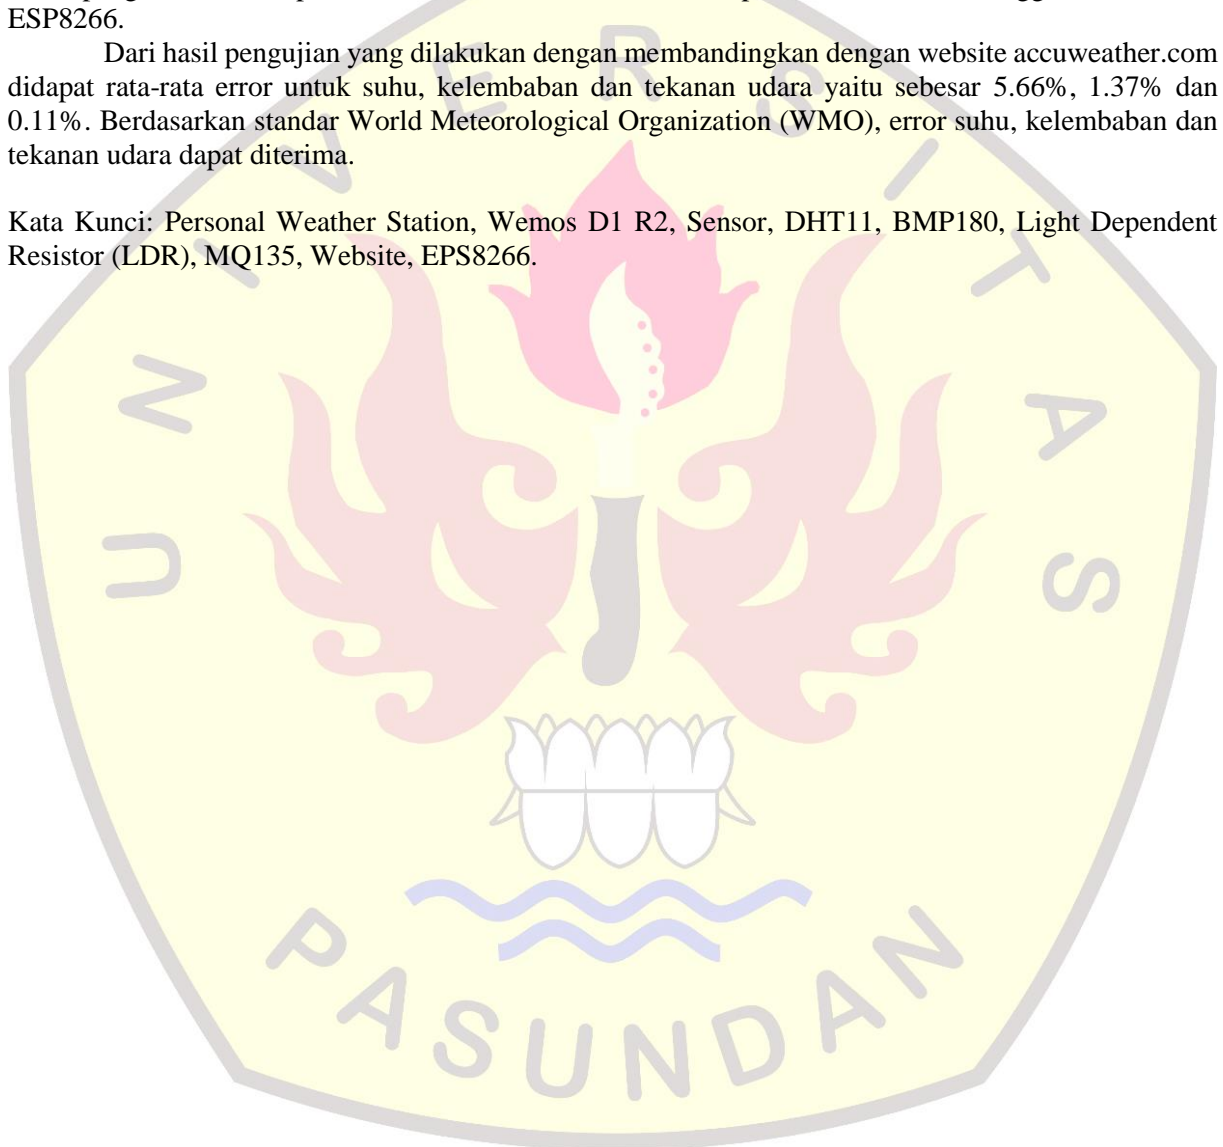 ESP8266.
Dari hasil pengujian yang dilakukan dengan membandingkan dengan website accuweather.com
didapat rata-rata error untuk suhu, kelembaban dan tekanan udara yaitu sebesar 5.66%, 1.37% dan
0.11%. Berdasarkan standar World Meteorological Organization (WMO), error suhu, kelembaban dan
tekanan udara dapat diterima.
Kata Kunci: Personal Weather Station, Wemos D1 R2, Sensor, DHT11, BMP180, Light Dependent
Resistor (LDR), MQ135, Website, EPS8266.
UNIVERSITAS
PASUNDAN